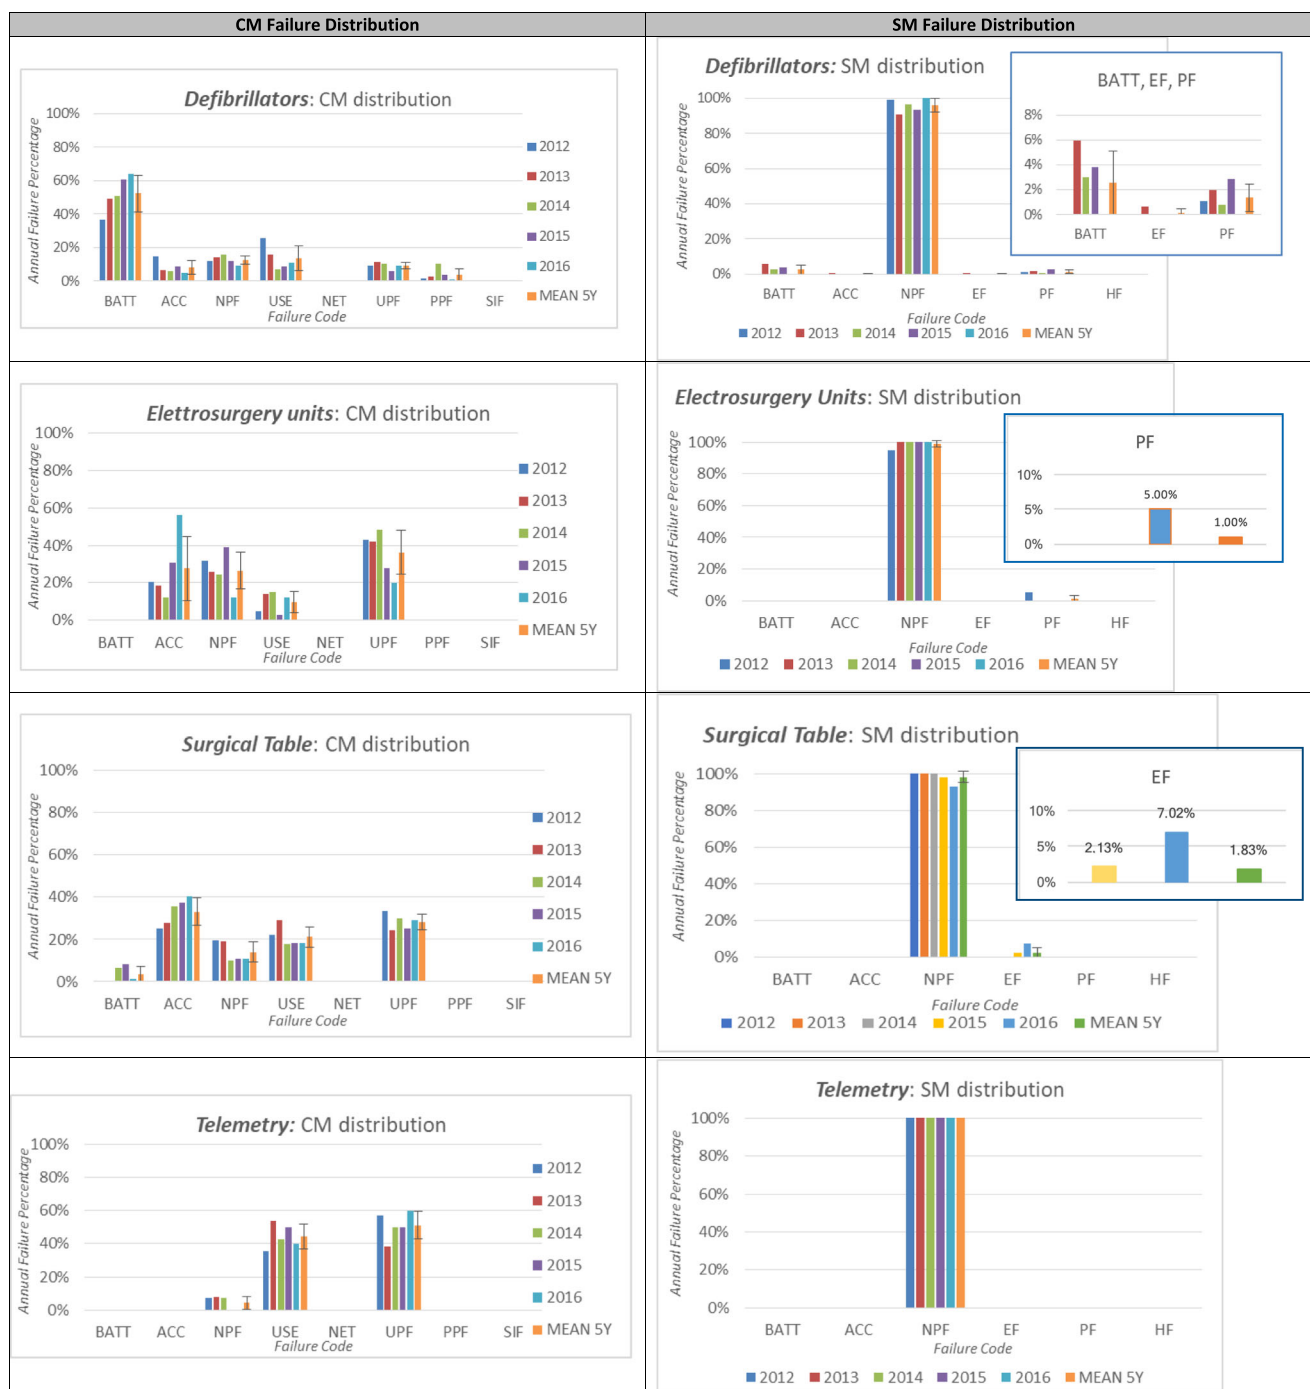 CM Failure Distribution
SM Failure Distribution
Defibrillators: CM distribution
Annual Failure Percentage
100%
80%
60%
40%
20%
0%
BATT ACC NPF USE NET UPF PPF SIF
Failure Code
2012
2013
2014
2015
2016
MEAN 5Y
Defibrillators: SM distribution
Annual Failure Percentage
100%
80%
60%
40%
20%
0%
BATT ACC NPF EF PF HF
Failure Code
2012 2013 2014 2015 2016 MEAN 5Y
BATT, EF, PF
8%
6%
4%
2%
0%
BATT EF PF
Elettrosurgery units: CM distribution
Annual Failure Percentage
100%
80%
60%
40%
20%
0%
BATT ACC NPF USE NET UPF PPF SIF
Failure Code
2012
2013
2014
2015
2016
MEAN 5Y
Electrosurgery Units: SM distribution
Annual Failure Percentage
100%
80%
60%
40%
20%
0%
BATT ACC NPF EF PF HF
Failure Code
2012 2013 2014 2015 2016 MEAN 5Y
PF
10%
5%
0%
5.00%
1.00%
Surgical Table: CM distribution
Annual Failure Percentage
100%
80%
60%
40%
20%
0%
BATT ACC NPF USE NET UPF PPF SIF
Failure Code
2012
2013
2014
2015
2016
MEAN 5Y
Surgical Table: SM distribution
Annual Failure Percentage
100%
80%
60%
40%
20%
0%
BATT ACC NPF EF PF HF
Failure Code
2012 2013 2014 2015 2016 MEAN 5Y
EF
10%
5%
0%
2.13%
7.02%
1.83%
Telemetry: CM distribution
Annual Failure Percentage
100%
80%
60%
40%
20%
0%
BATT ACC NPF USE NET UPF PPF SIF
Failure Code
2012
2013
2014
2015
2016
MEAN 5Y
Telemetry: SM distribution
Annual Failure Percentage
100%
80%
60%
40%
20%
0%
BATT ACC NPF EF PF HF
Failure Code
2012 2013 2014 2015 2016 MEAN 5Y